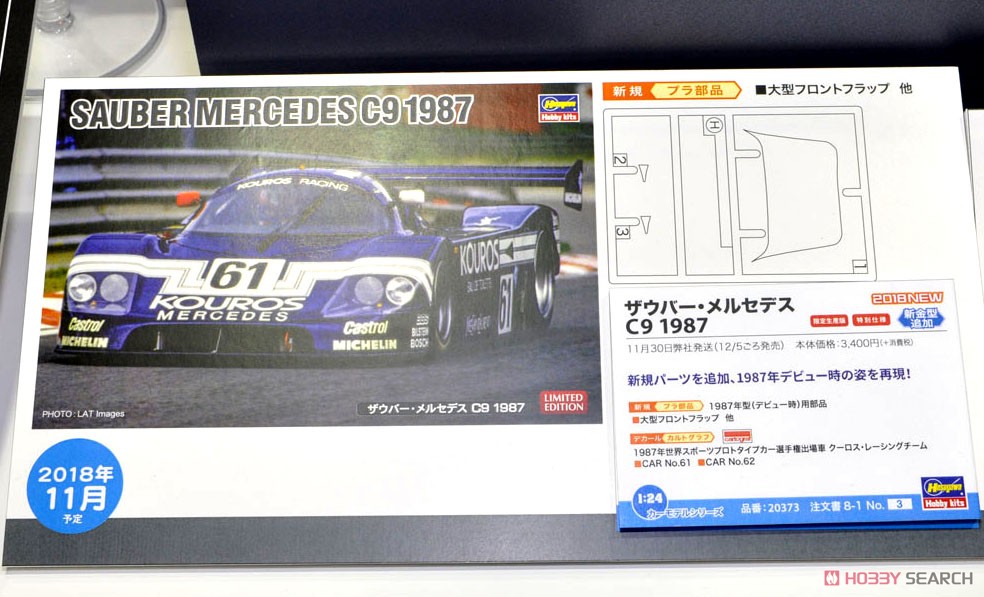 SAUBER MERCEDES C9 1987
Hasegawa
Hobby kits
KOUROS RACING
61
KOUROS
MERCEDES
Castrol
MICHELIN
Castrol
MICHELIN
BILSTEIN
BOSCH
KOUROS
61
PHOTO : LAT Images
ザウバー・メルセデス C9 1987
LIMITED
EDITION
2018年
11月
予定
新規 プラ部品 ■大型フロントフラップ 他
H
2
3
1
ザウバー・メルセデス
C9 1987
2018 NEW
限定生産版 特別仕様
新金型
追加
11月30日弊社発送(12/5ごろ発売) 本体価格：3,400円(+消費税)
新規パーツを追加、1987年デビュー時の姿を再現！
新規 プラ部品 1987年型(デビュー時)用部品
■大型フロントフラップ 他
デカール カルトグラフ cartograf
1987年世界スポーツプロトタイプカー選手権出場車 クーロス・レーシングチーム
■CAR No.61 ■CAR No.62
1:24
カーモデルシリーズ
品番：20373 注文書 8-1 No. 3
Hasegawa
Hobby kits
HOBBY SEARCH